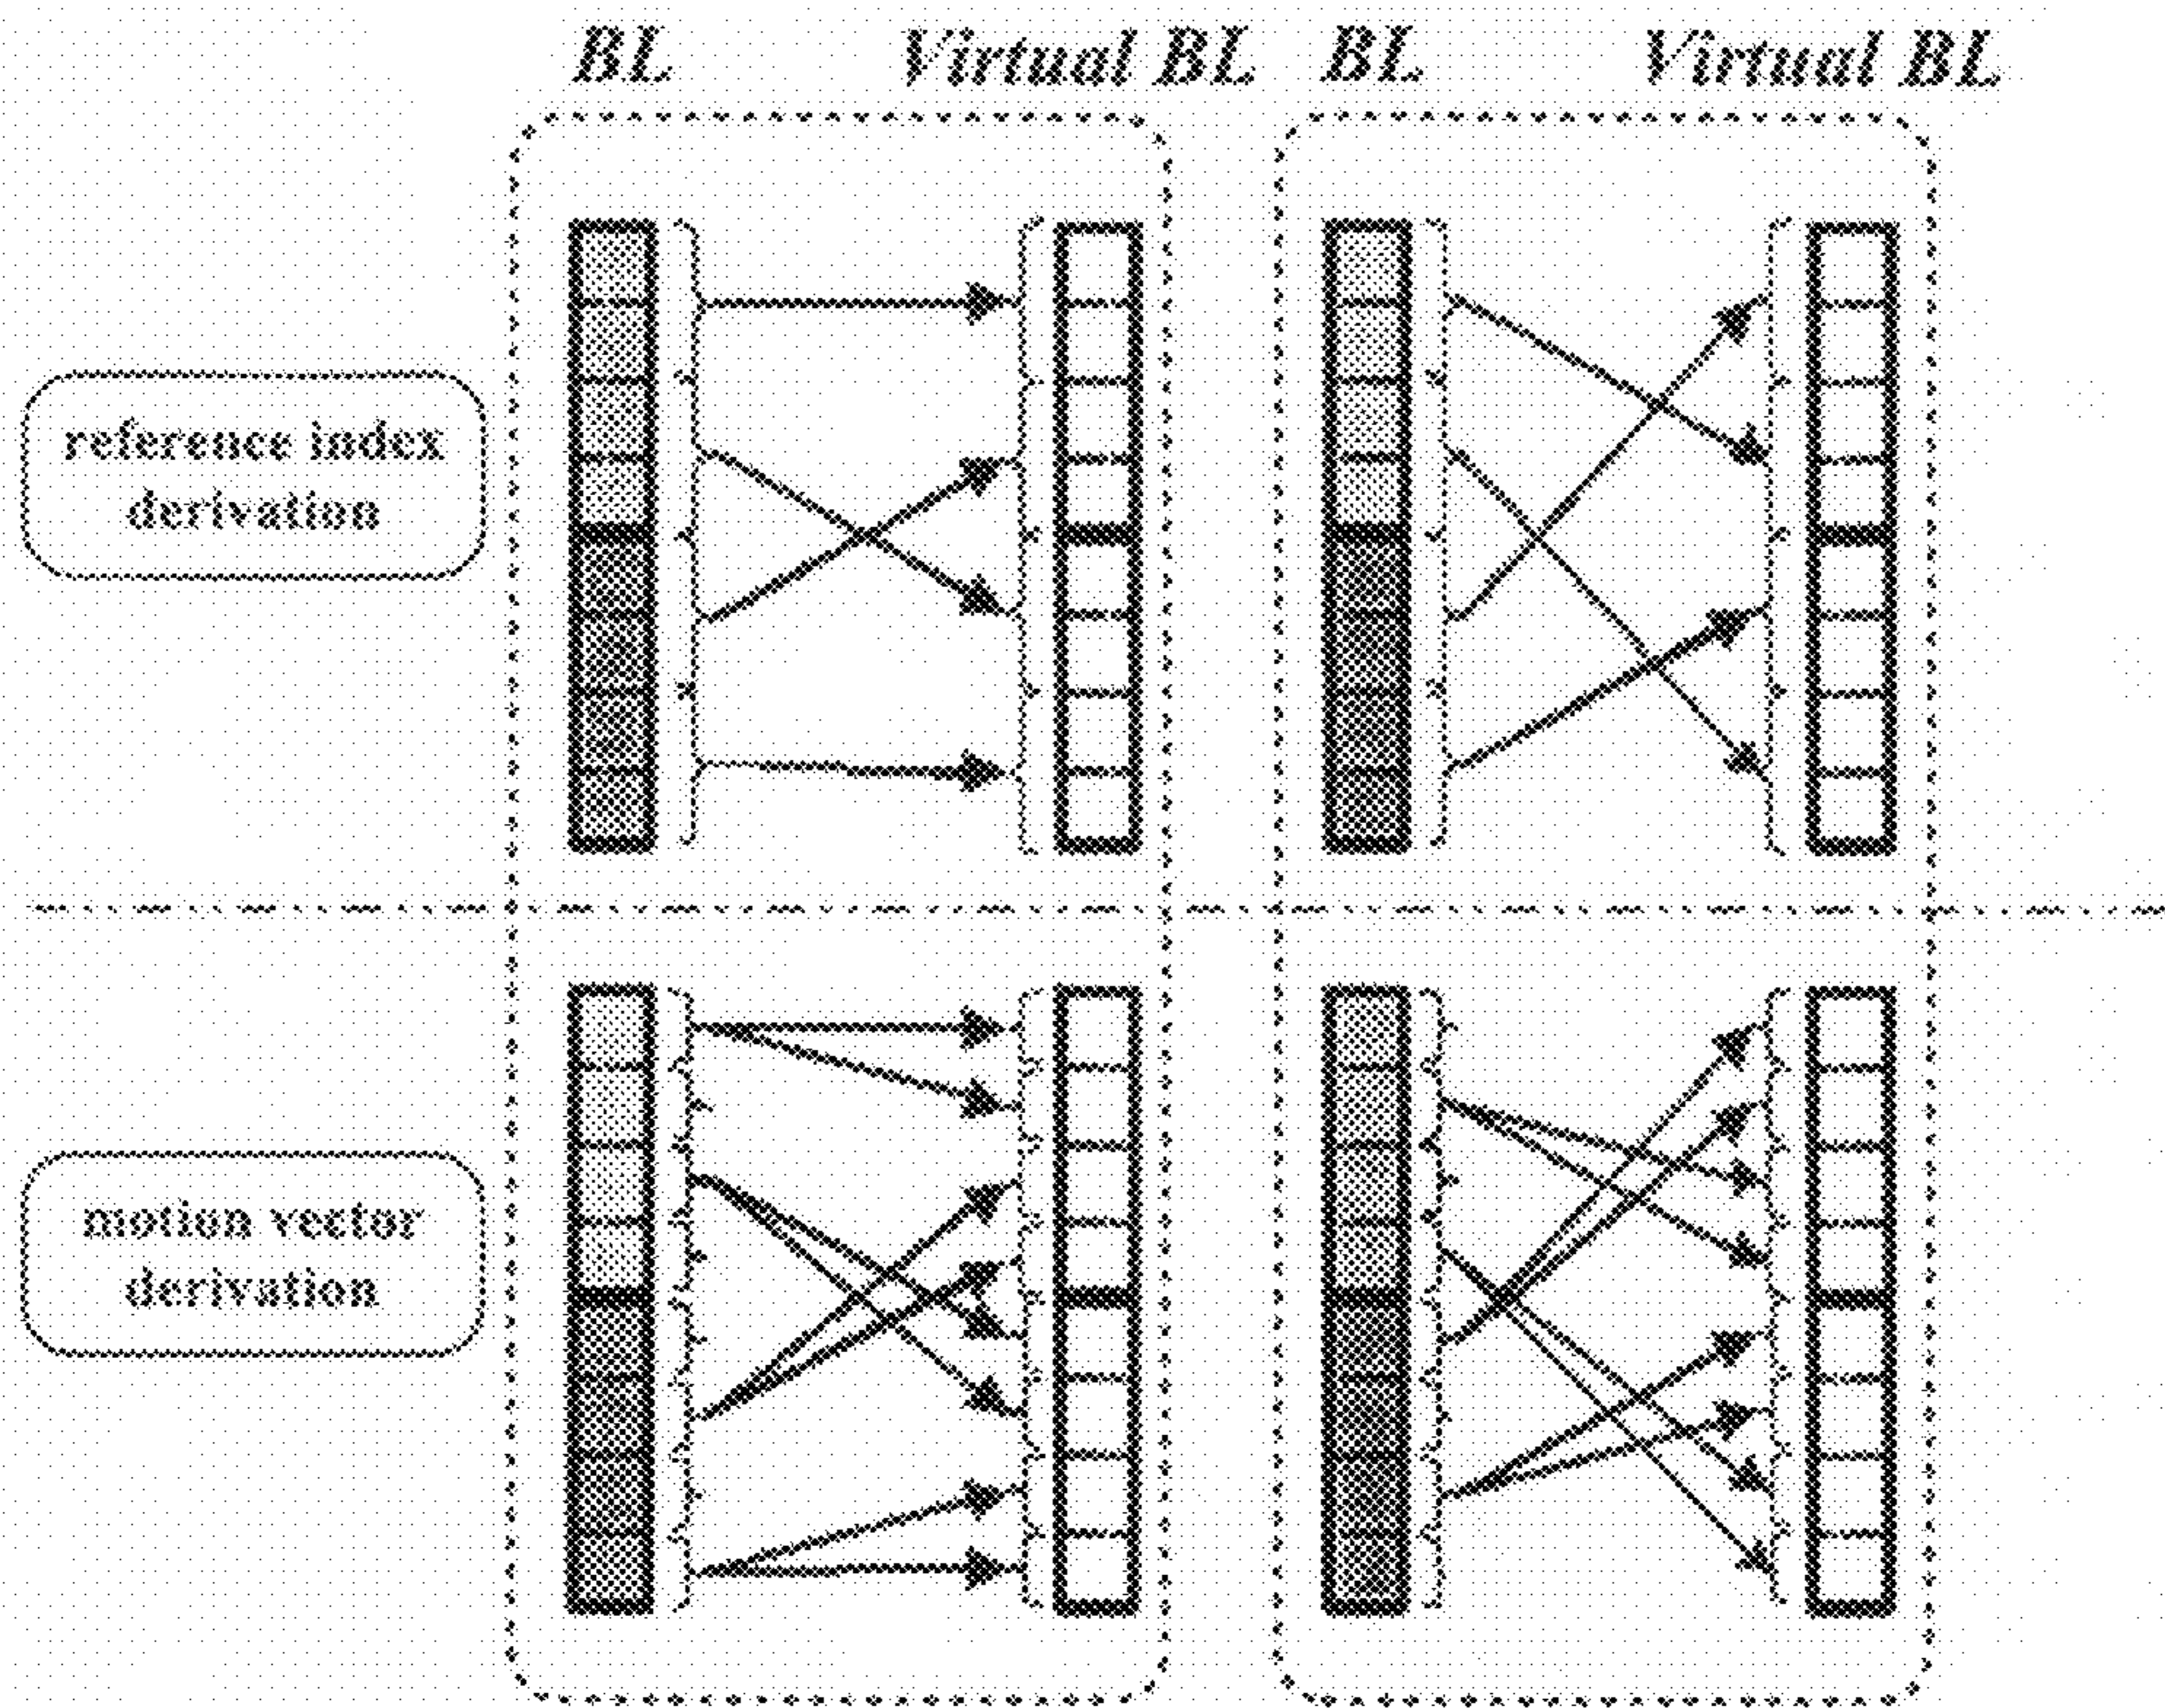 BL Virtual BL BL Virtual BL
reference index
derivation
motion vector
derivation